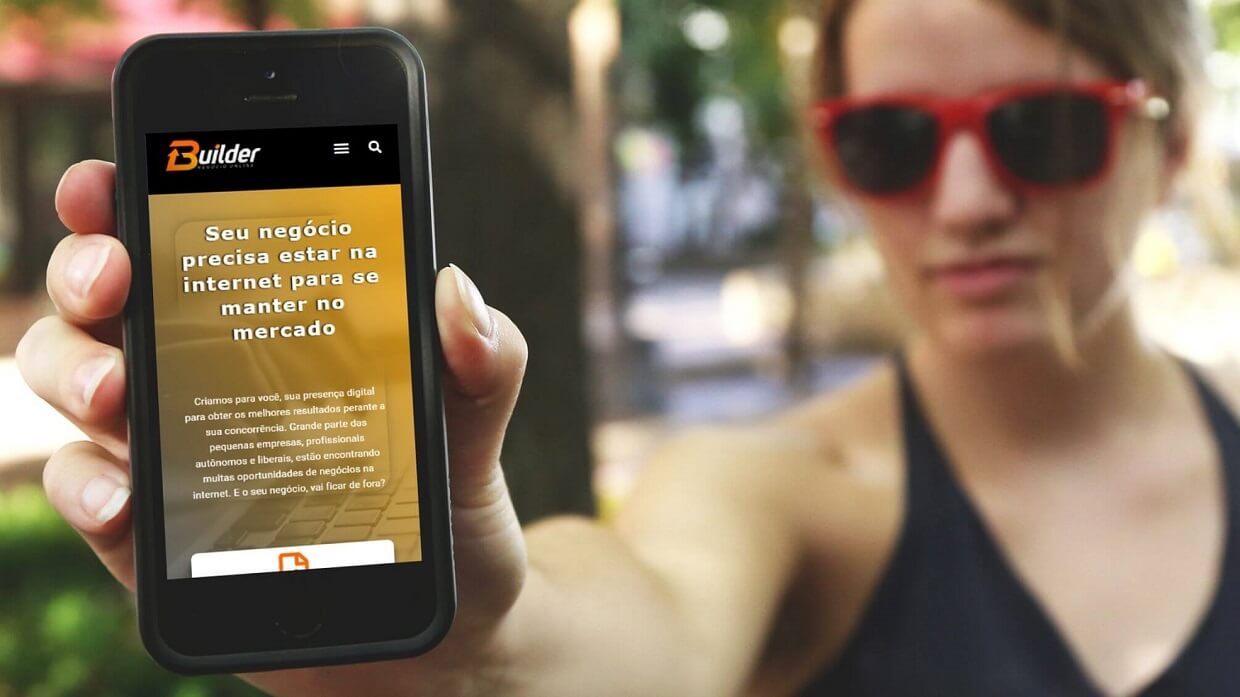 Builder
NEGÓCIO ONLINE
Seu negócio
precisa estar na
internet para se
manter no
mercado
Criamos para você, sua presença digital
para obter os melhores resultados perante a
sua concorrência. Grande parte das
pequenas empresas, profissionais
autônomos e liberais, estão encontrando
muitas oportunidades de negócios na
internet. E o seu negócio, vai ficar de fora?